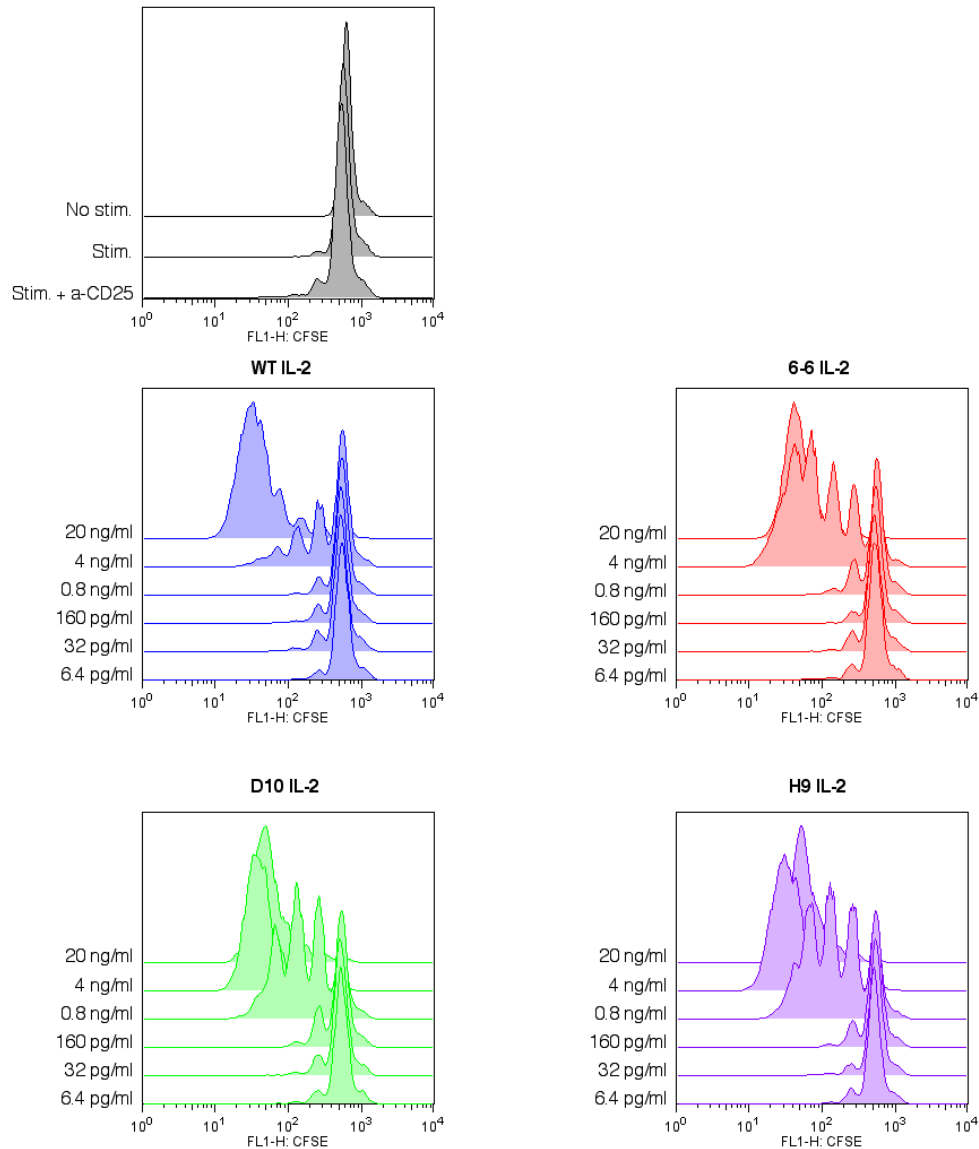 No stim.
Stim.
Stim. + a-CD25
10^0 10^1 10^2 10^3 10^4
FL1-H: CFSE
WT IL-2
20 ng/ml
4 ng/ml
0.8 ng/ml
160 pg/ml
32 pg/ml
6.4 pg/ml
10^0 10^1 10^2 10^3 10^4
FL1-H: CFSE
6-6 IL-2
20 ng/ml
4 ng/ml
0.8 ng/ml
160 pg/ml
32 pg/ml
6.4 pg/ml
10^0 10^1 10^2 10^3 10^4
FL1-H: CFSE
D10 IL-2
20 ng/ml
4 ng/ml
0.8 ng/ml
160 pg/ml
32 pg/ml
6.4 pg/ml
10^0 10^1 10^2 10^3 10^4
FL1-H: CFSE
H9 IL-2
20 ng/ml
4 ng/ml
0.8 ng/ml
160 pg/ml
32 pg/ml
6.4 pg/ml
10^0 10^1 10^2 10^3 10^4
FL1-H: CFSE